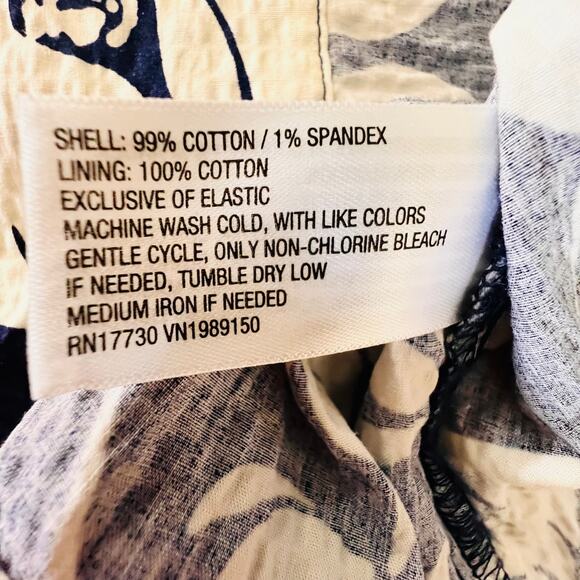 SHELL: 99% COTTON / 1% SPANDEX
LINING: 100% COTTON
EXCLUSIVE OF ELASTIC
MACHINE WASH COLD, WITH LIKE COLORS
GENTLE CYCLE, ONLY NON-CHLORINE BLEACH
IF NEEDED, TUMBLE DRY LOW
MEDIUM IRON IF NEEDED
RN17730 VN1989150